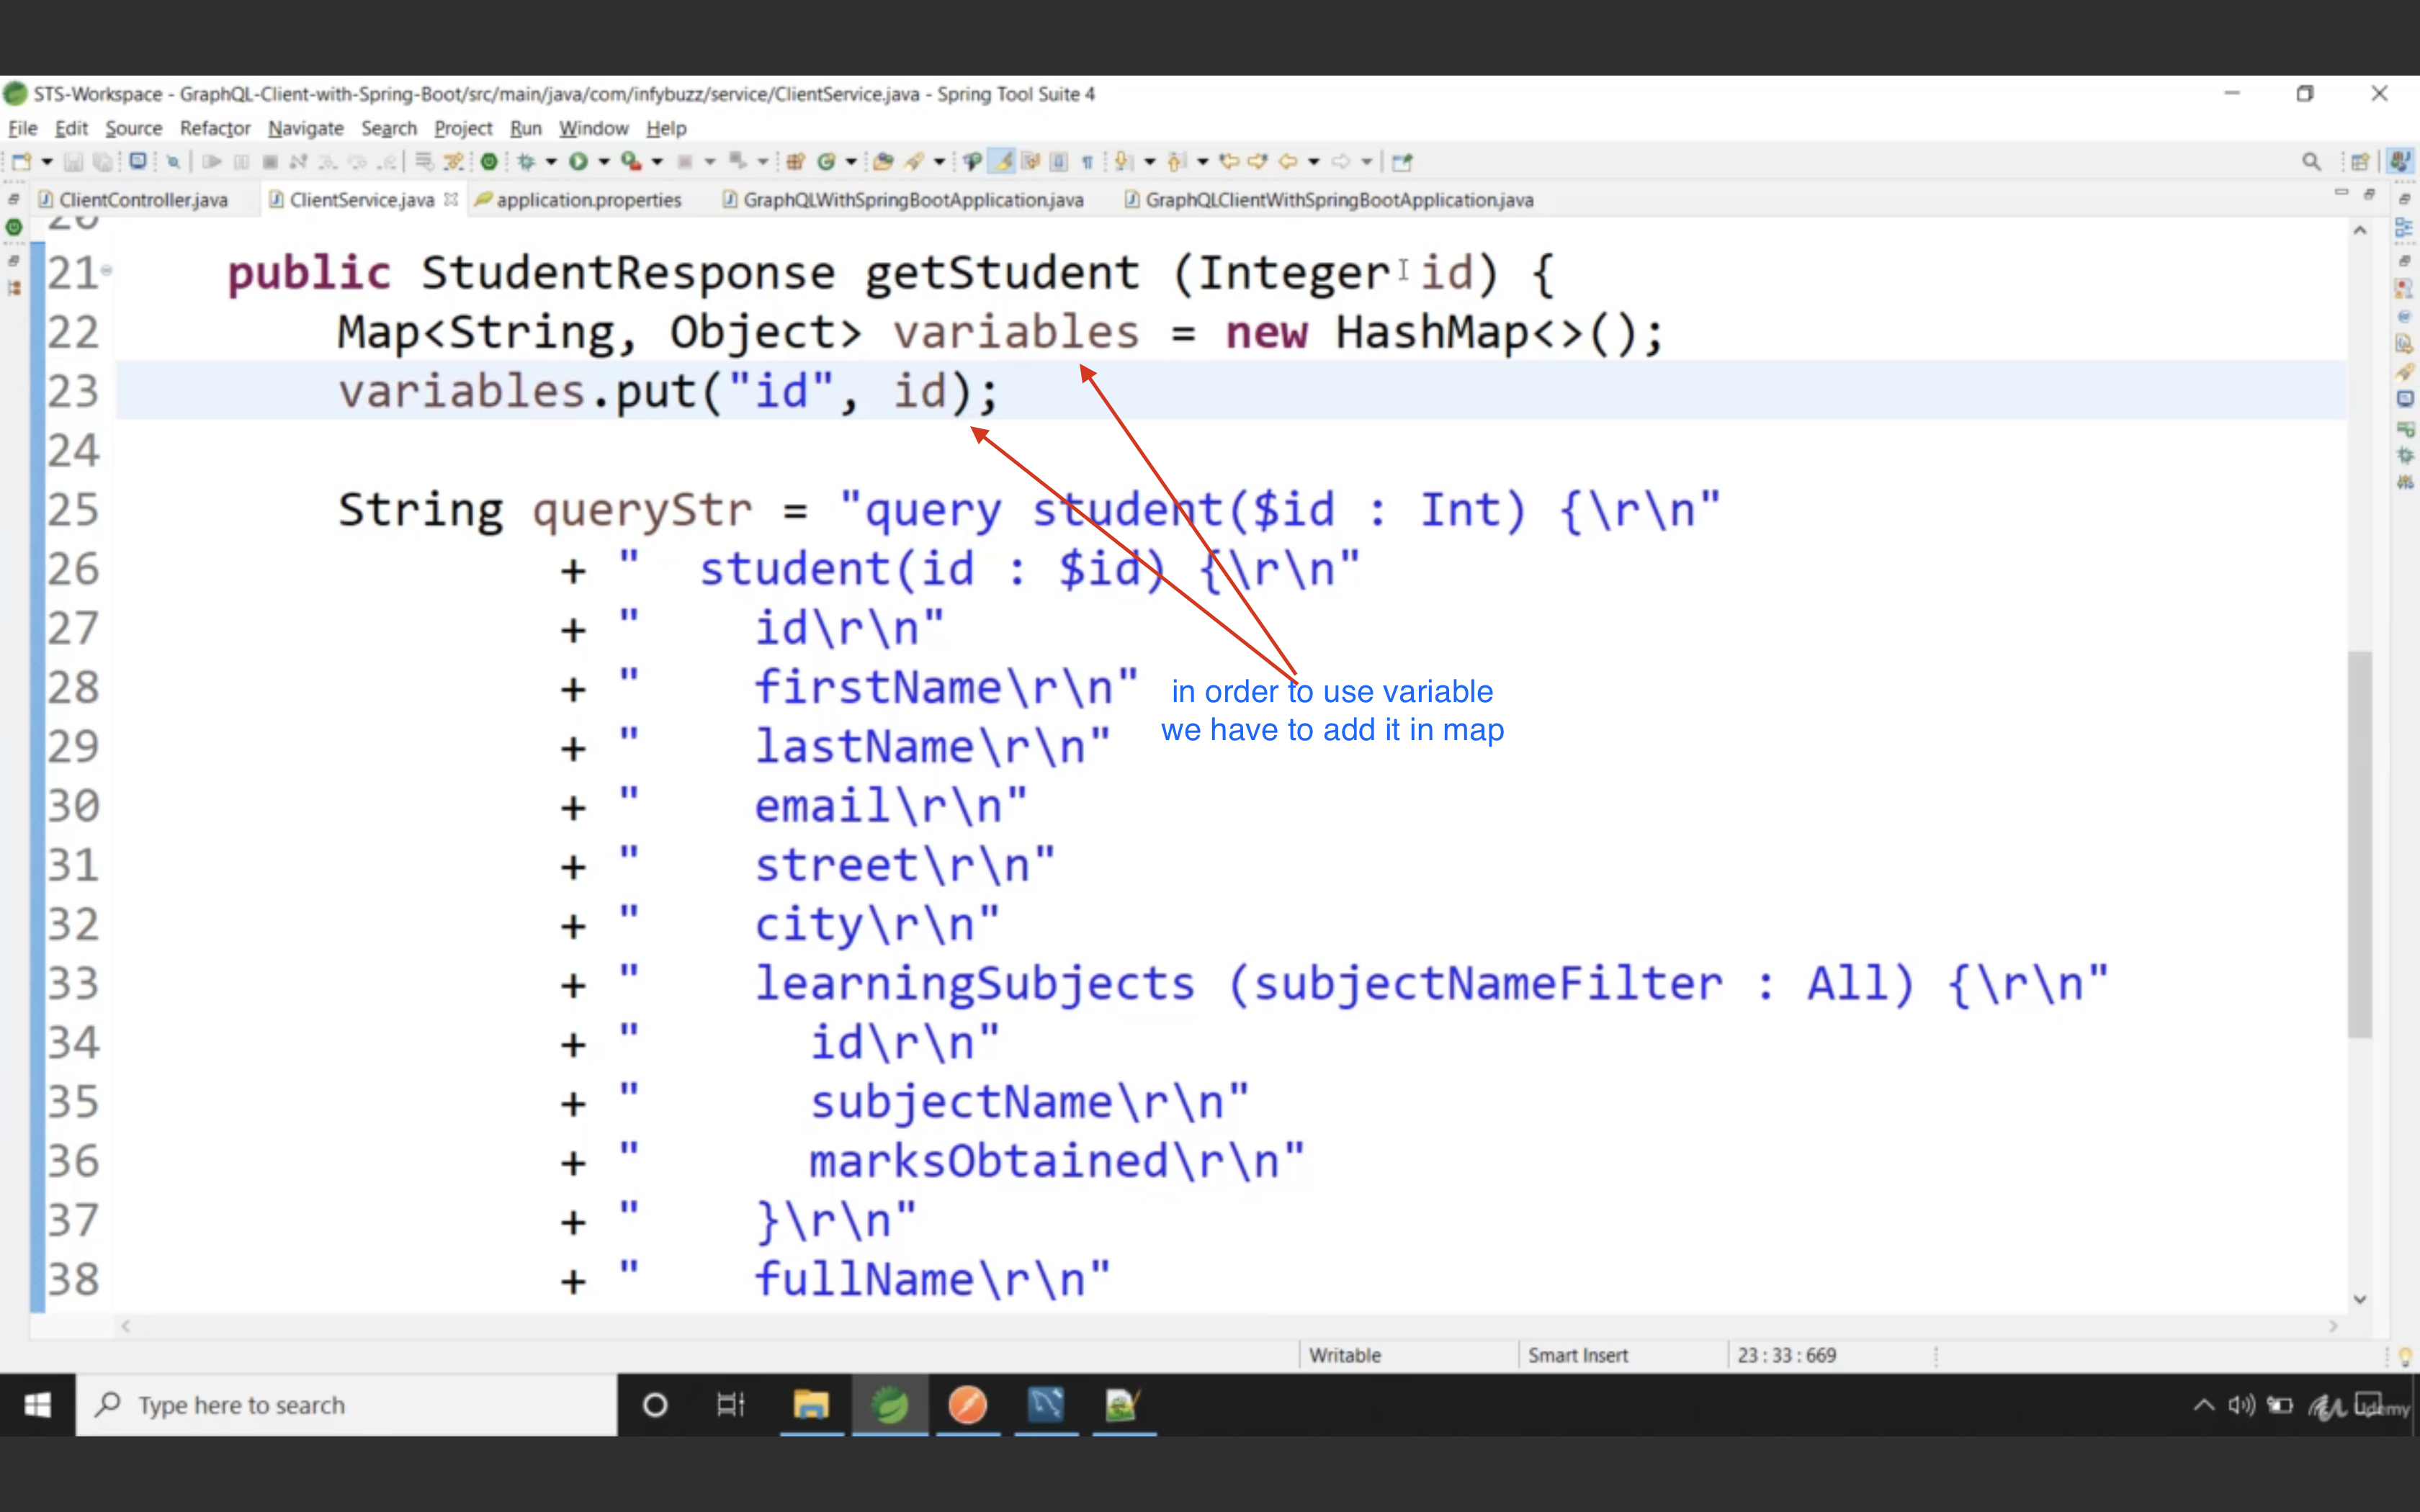 STS-Workspace - GraphQL-Client-with-Spring-Boot/src/main/java/com/infybuzz/service/ClientService.java - Spring Tool Suite 4
File Edit Source Refactor Navigate Search Project Run Window Help
ClientController.java ClientService.java application.properties GraphQLWithSpringBootApplication.java GraphQLClientWithSpringBootApplication.java
20
21 public StudentResponse getStudent (Integer id) {
22 Map<String, Object> variables = new HashMap<>();
23 variables.put("id", id);
24
25 String queryStr = "query student($id : Int) {\r\n"
26 + "  student(id : $id) {\r\n"
27 + "    id\r\n"
28 + "    firstName\r\n"
in order to use variable
we have to add it in map
29 + "    lastName\r\n"
30 + "    email\r\n"
31 + "    street\r\n"
32 + "    city\r\n"
33 + "    learningSubjects (subjectNameFilter : All) {\r\n"
34 + "      id\r\n"
35 + "      subjectName\r\n"
36 + "      marksObtained\r\n"
37 + "    }\r\n"
38 + "    fullName\r\n"
Writable Smart Insert 23 : 33 : 669
Type here to search
Udemy